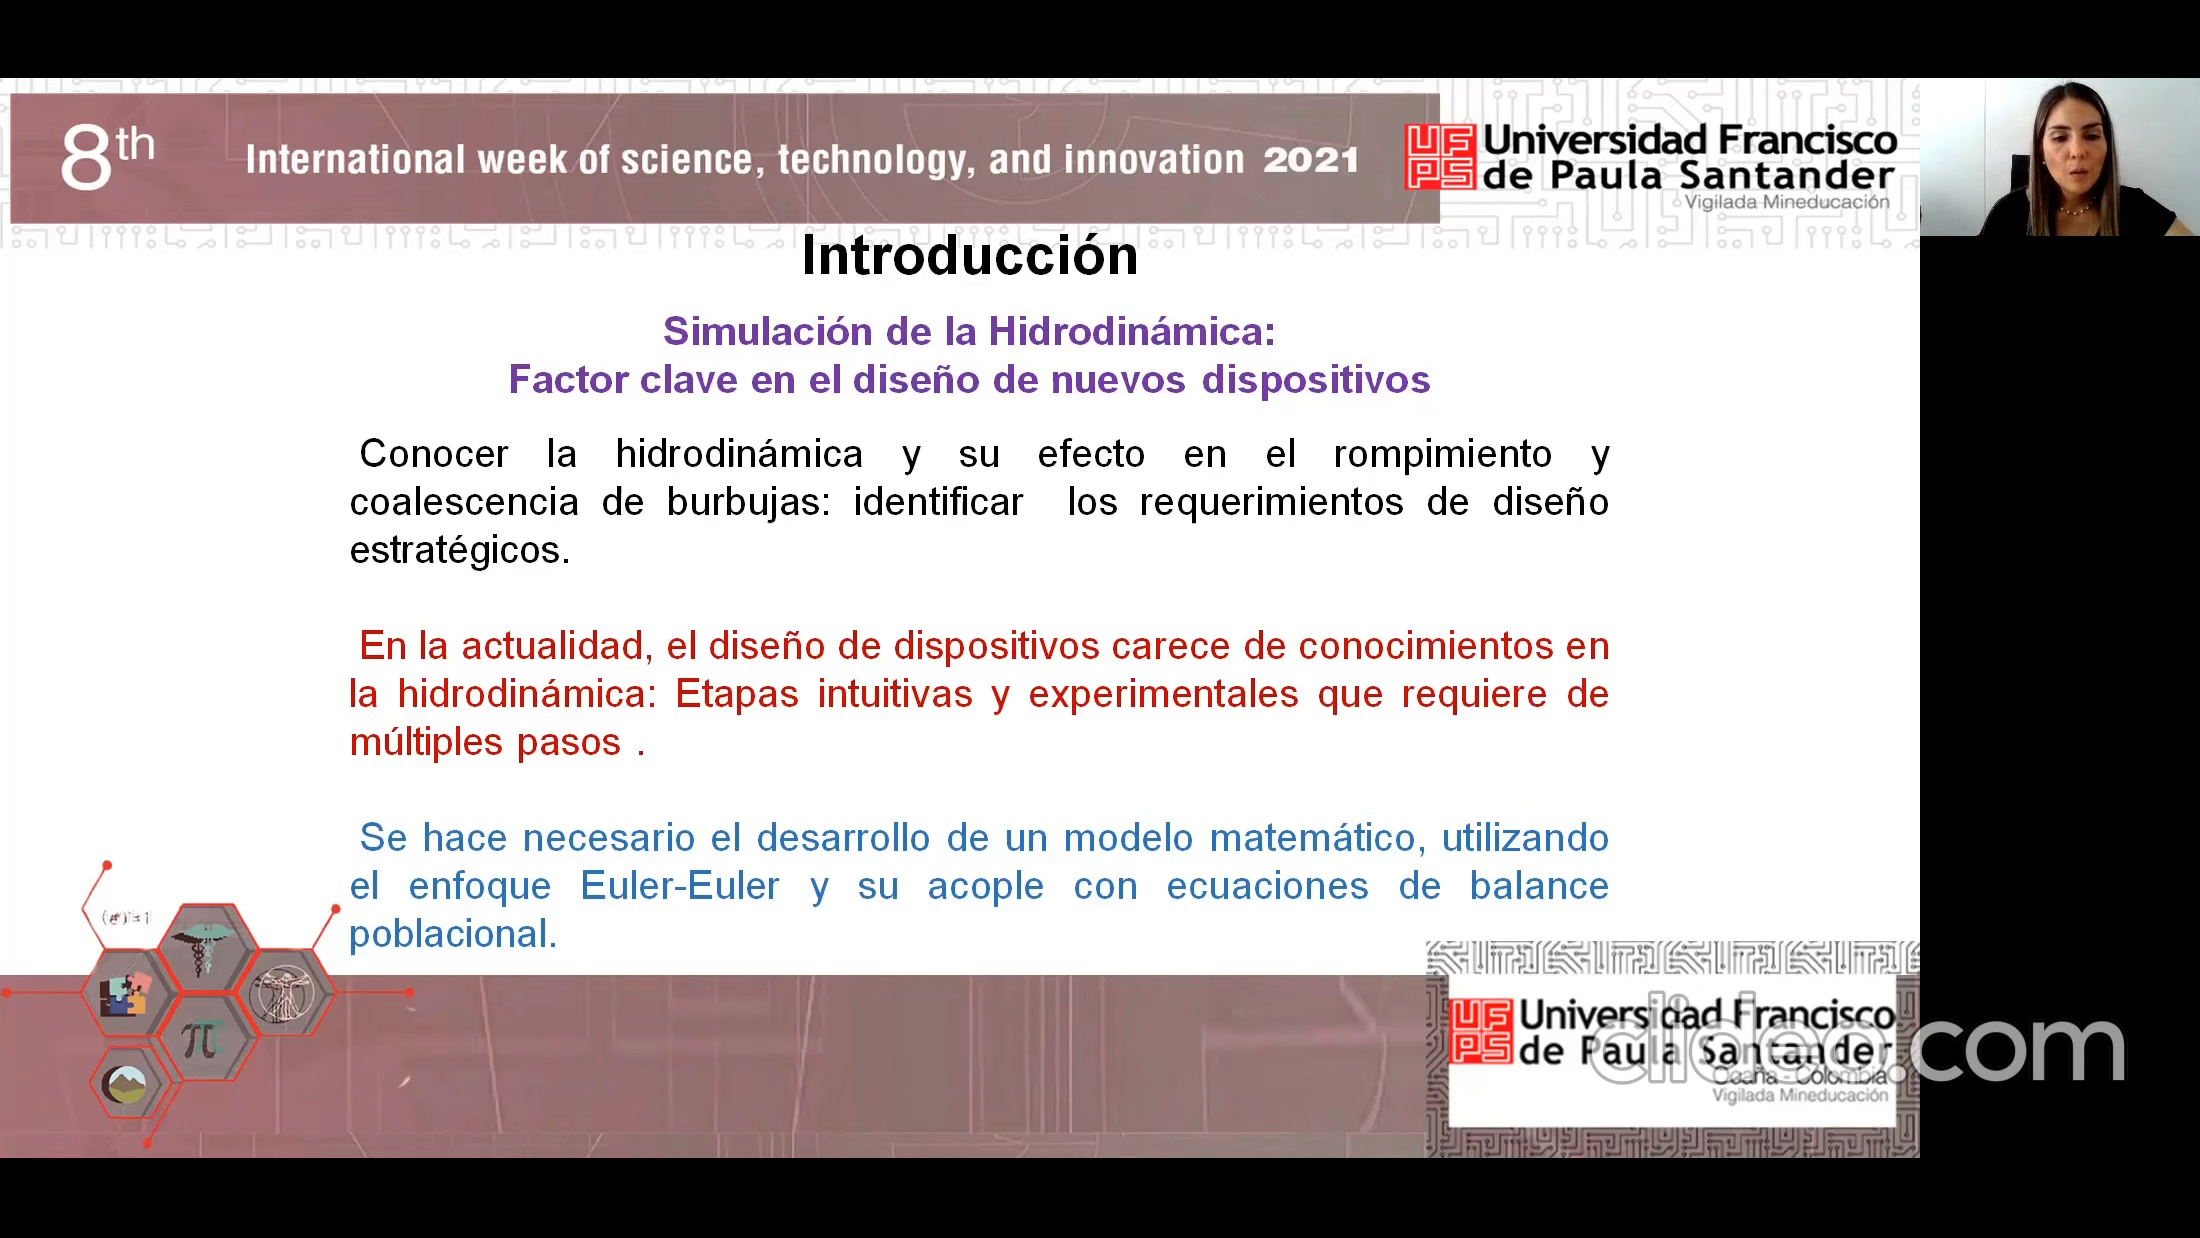 8th
International week of science, technology, and innovation 2021
UFPS
Universidad Francisco
de Paula Santander
Vigilada Mineducación
Introducción
Simulación de la Hidrodinámica:
Factor clave en el diseño de nuevos dispositivos
Conocer la hidrodinámica y su efecto en el rompimiento y
coalescencia de burbujas: identificar los requerimientos de diseño
estratégicos.
En la actualidad, el diseño de dispositivos carece de conocimientos en
la hidrodinámica: Etapas intuitivas y experimentales que requiere de
múltiples pasos .
Se hace necesario el desarrollo de un modelo matemático, utilizando
el enfoque Euler-Euler y su acople con ecuaciones de balance
poblacional.
π
UFPS
Universidad Francisco
de Paula Santander
Ocaña - Colombia
Vigilada Mineducación
clideo.com